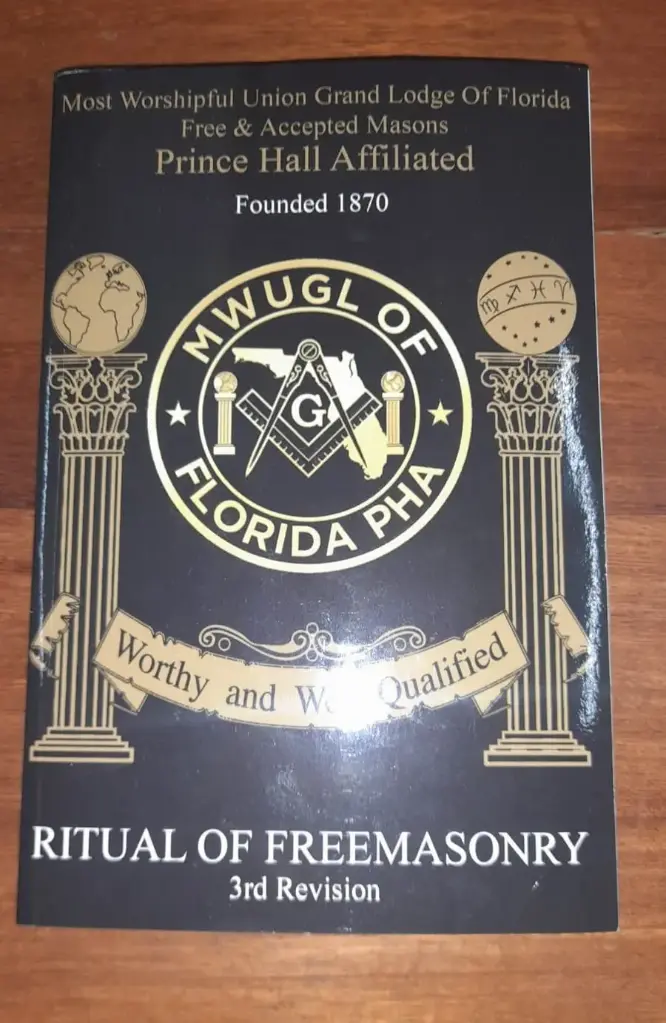 Most Worshipful Union Grand Lodge Of Florida
Free & Accepted Masons
Prince Hall Affiliated
Founded 1870
MWUGL OF
G
FLORIDA PHA
Worthy and Qualified
RITUAL OF FREEMASONRY
3rd Revision